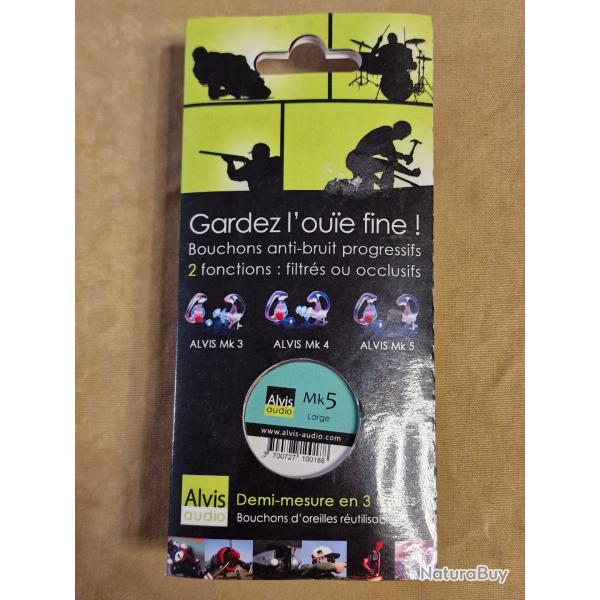 Gardez l'ouïe fine !
Bouchons anti-bruit progressifs
2 fonctions : filtrés ou occlusifs
ALVIS Mk 3
ALVIS Mk 4
ALVIS Mk 5
Alvis
audio
Mk5
Large
www.alvis-audio.com
3 700727 100188
Alvis
audio
Demi-mesure en 3
Bouchons d'oreilles
NaturaBuy